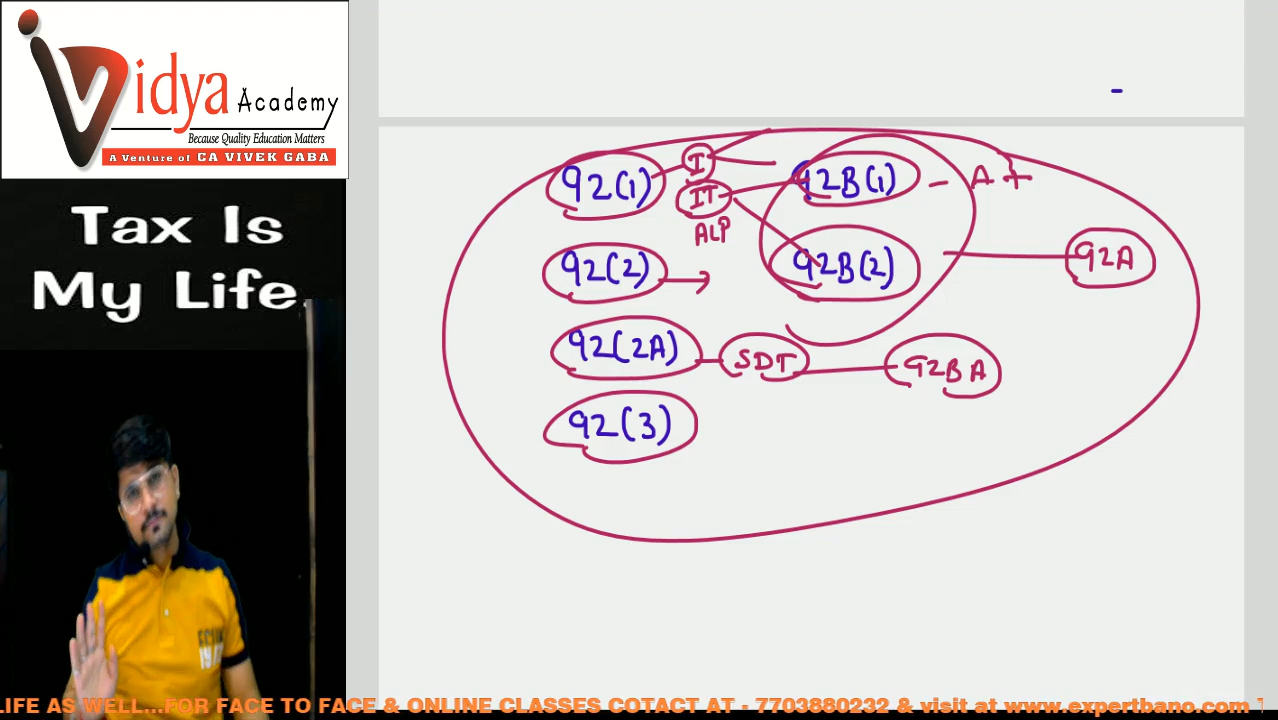 Vidya Academy
Because Quality Education Matters
A Venture of CA VIVEK GABA
Tax Is
My Life.
92(1) I 92B(1) - A
IT
ALP
92(2) 92B(2) 92A
92(2A) SDT 92BA
92(3)
LIFE AS WELL...FOR FACE TO FACE & ONLINE CLASSES COTACT AT - 7703880232 & visit at www.expertbano.com